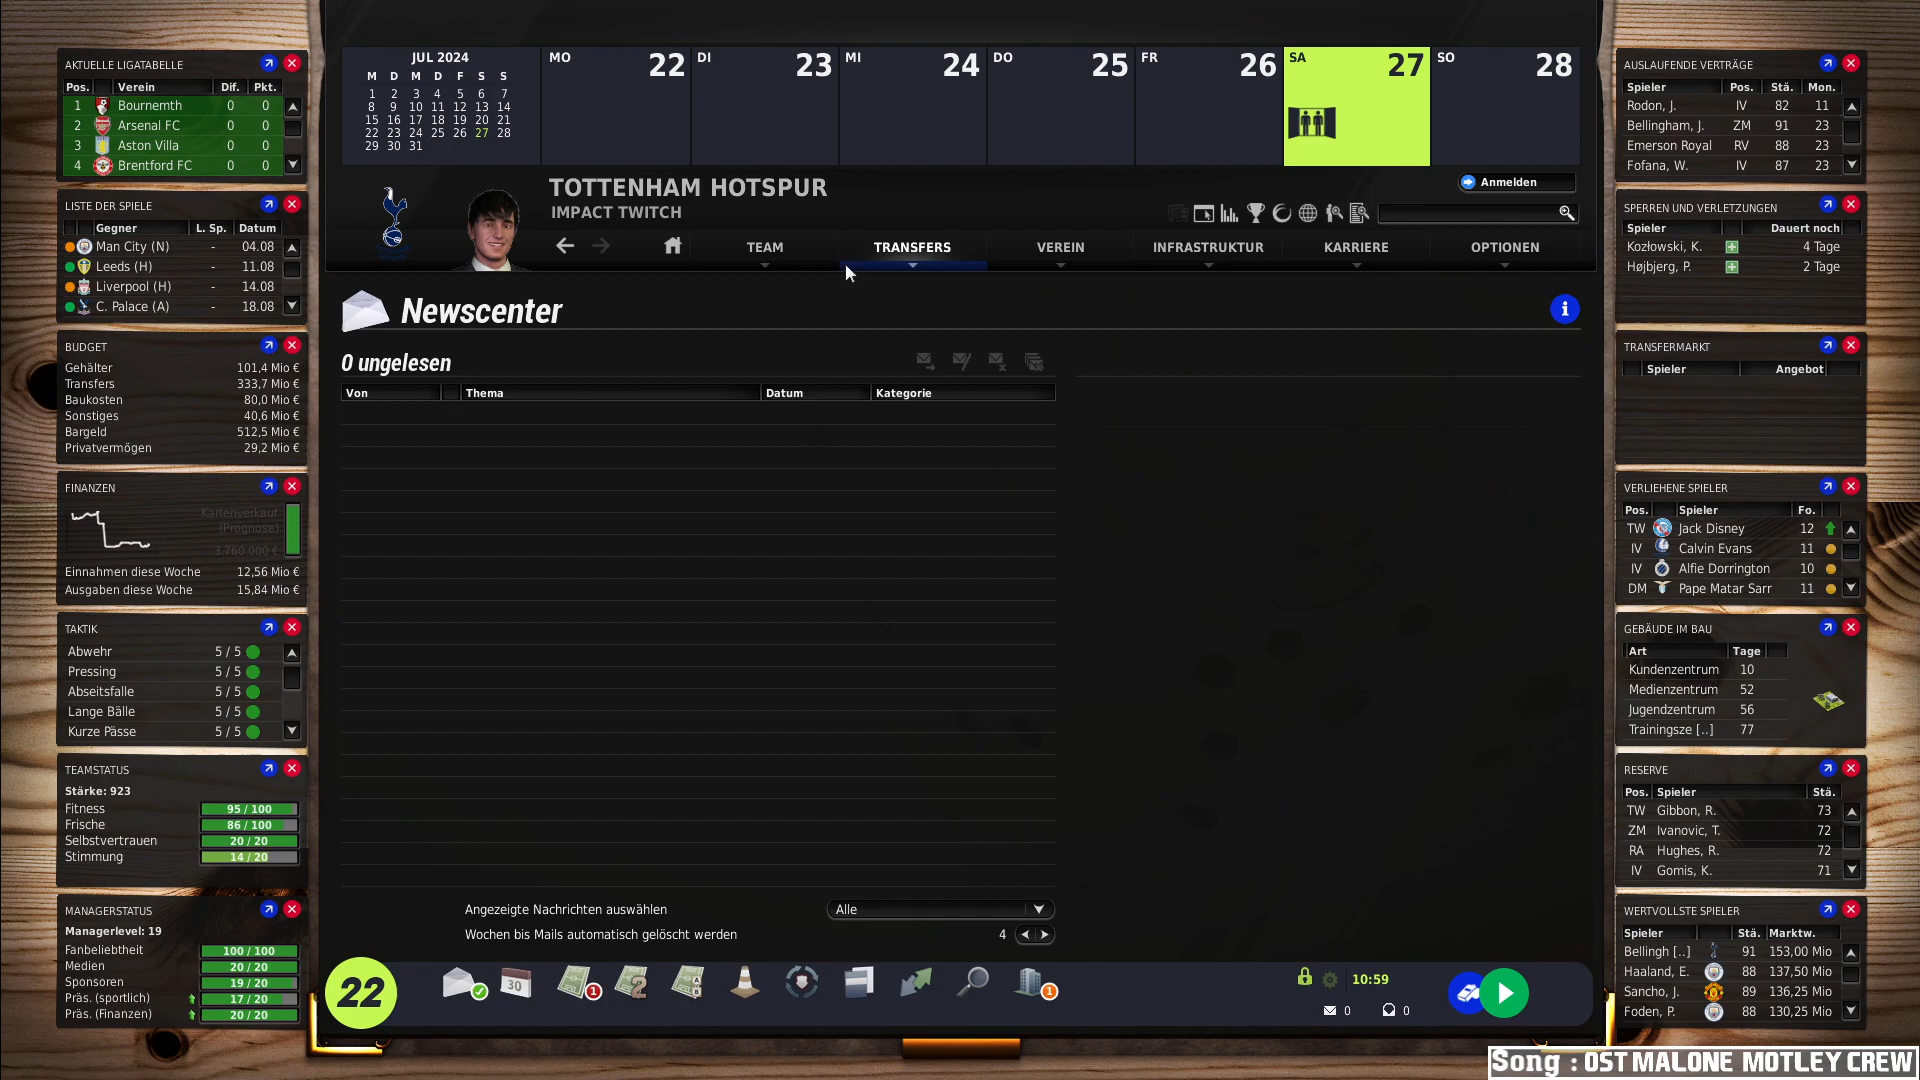 AKTUELLE LIGATABELLE
Pos. Verein Dif. Pkt.
1 Bournemth 0 0
2 Arsenal FC 0 0
3 Aston Villa 0 0
4 Brentford FC 0 0
LISTE DER SPIELE
Gegner L. Sp. Datum
Man City (N) - 04.08
Leeds (H) - 11.08
Liverpool (H) - 14.08
C. Palace (A) - 18.08
BUDGET
Gehälter 101,4 Mio €
Transfers 333,7 Mio €
Baukosten 80,0 Mio €
Sonstiges 40,6 Mio €
Bargeld 512,5 Mio €
Privatvermögen 29,2 Mio €
FINANZEN
Kartenverkauf
(Prognose)
3.760.000 €
Einnahmen diese Woche 12,56 Mio €
Ausgaben diese Woche 15,84 Mio €
TAKTIK
Abwehr 5 / 5
Pressing 5 / 5
Abseitsfalle 5 / 5
Lange Bälle 5 / 5
Kurze Pässe 5 / 5
TEAMSTATUS
Stärke: 923
Fitness 95 / 100
Frische 86 / 100
Selbstvertrauen 20 / 20
Stimmung 14 / 20
MANAGERSTATUS
Managerlevel: 19
Fanbeliebtheit 100 / 100
Medien 20 / 20
Sponsoren 19 / 20
Präs. (sportlich) 17 / 20
Präs. (Finanzen) 20 / 20
JUL 2024
M D M D F S S
1 2 3 4 5 6 7
8 9 10 11 12 13 14
15 16 17 18 19 20 21
22 23 24 25 26 27 28
29 30 31
MO 22 DI 23 MI 24 DO 25 FR 26 SA 27 SO 28
TOTTENHAM HOTSPUR
IMPACT TWITCH
Anmelden
TEAM TRANSFERS VEREIN INFRASTRUKTUR KARRIERE OPTIONEN
Newscenter
i
0 ungelesen
Von Thema Datum Kategorie
Angezeigte Nachrichten auswählen Alle
Wochen bis Mails automatisch gelöscht werden 4
22
30
1
2
1
10:59
0 0
AUSLAUFENDE VERTRÄGE
Spieler Pos. Stä. Mon.
Rodon, J. IV 82 11
Bellingham, J. ZM 91 23
Emerson Royal RV 88 23
Fofana, W. IV 87 23
SPERREN UND VERLETZUNGEN
Spieler Dauert noch
Kozłowski, K. 4 Tage
Højbjerg, P. 2 Tage
TRANSFERMARKT
Spieler Angebot
VERLIEHENE SPIELER
Pos. Spieler Fo.
TW Jack Disney 12
IV Calvin Evans 11
IV Alfie Dorrington 10
DM Pape Matar Sarr 11
GEBÄUDE IM BAU
Art Tage
Kundenzentrum 10
Medienzentrum 52
Jugendzentrum 56
Trainingsze [..] 77
RESERVE
Pos. Spieler Stä.
TW Gibbon, R. 73
ZM Ivanovic, T. 72
RA Hughes, R. 72
IV Gomis, K. 71
WERTVOLLSTE SPIELER
Spieler Stä. Marktw.
Bellingh [..] 91 153,00 Mio
Haaland, E. 88 137,50 Mio
Sancho, J. 89 136,25 Mio
Foden, P. 88 130,25 Mio
Song : OST MALONE MOTLEY CREW